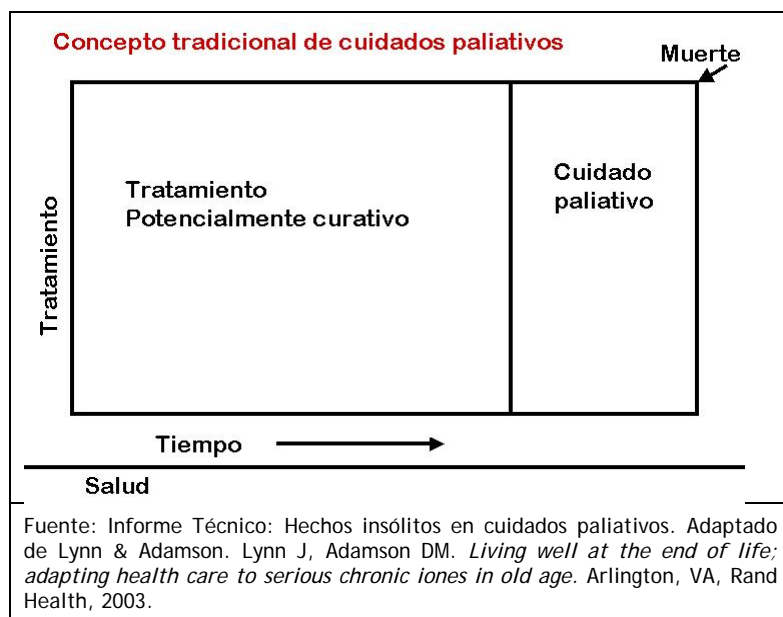 Concepto tradicional de cuidados paliativos
Muerte
Tratamiento
Tratamiento
Potencialmente curativo
Cuidado
paliativo
Tiempo
Salud
Fuente: Informe Técnico: Hechos insólitos en cuidados paliativos. Adaptado
de Lynn & Adamson. Lynn J, Adamson DM. Living well at the end of life;
adapting health care to serious chronic iones in old age. Arlington, VA, Rand
Health, 2003.